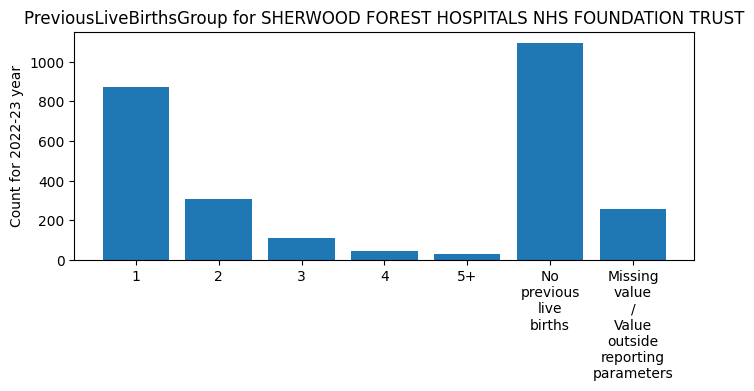 PreviousLiveBirthsGroup for SHERWOOD FOREST HOSPITALS NHS FOUNDATION TRUST
Count for 2022-23 year
1000
800
600
400
200
0
1
2
3
4
5+
No
previous
live
births
Missing
value
/
Value
outside
reporting
parameters